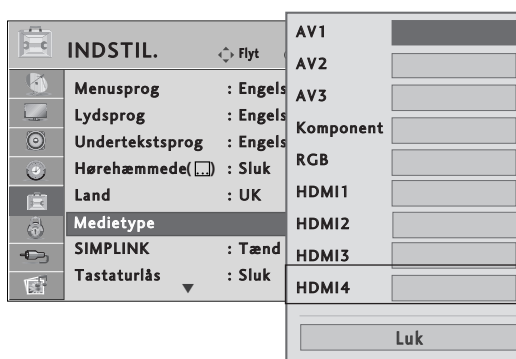 INDSTIL.
Flyt
Menusprog : Engels
Lydsprog : Engels
Undertekstsprog : Engels
Hørehæmmede( ) : Sluk
Land : UK
Medietype
SIMPLINK : Tænd
Tastaturlås : Sluk
AV1
AV2
AV3
Komponent
RGB
HDMI1
HDMI2
HDMI3
HDMI4
Luk